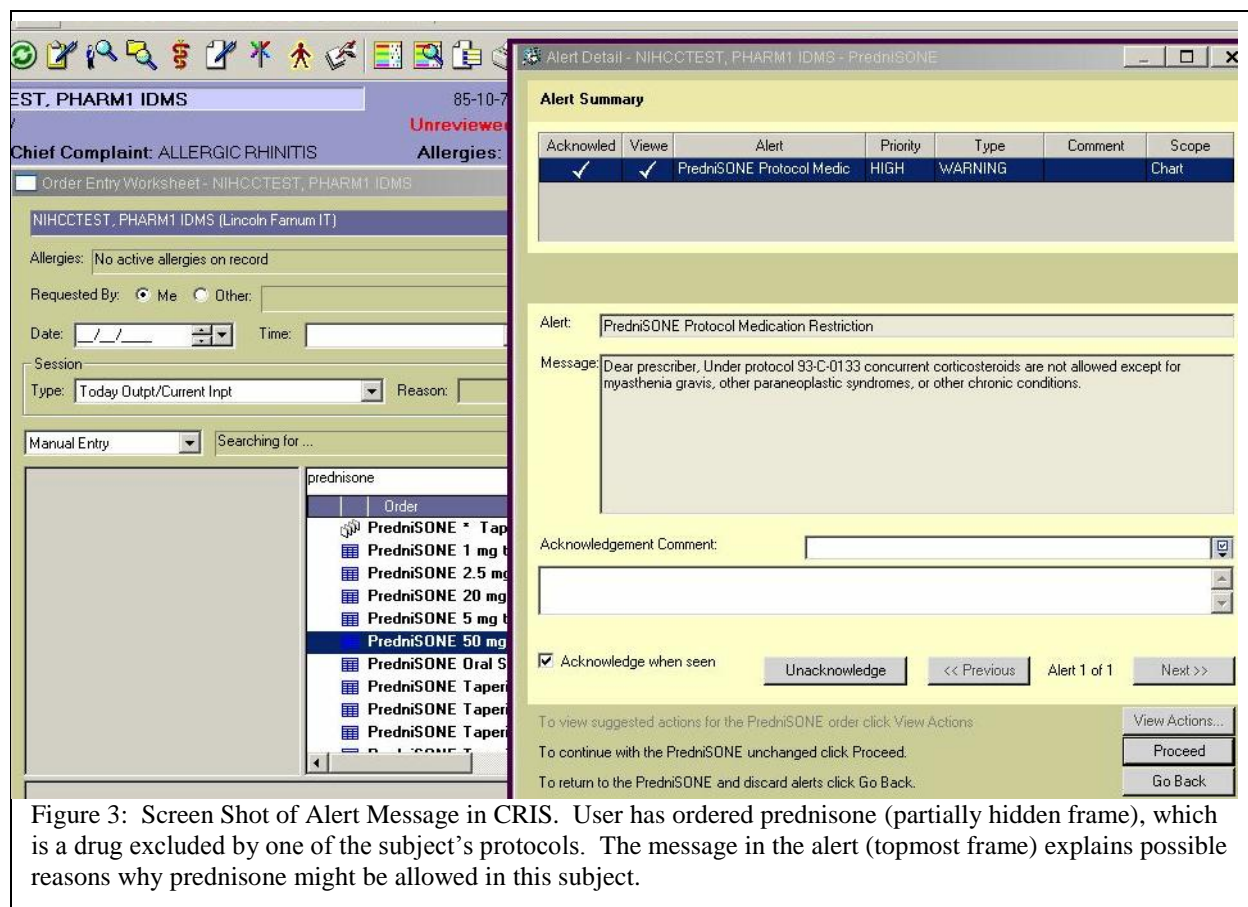 Alert Detail - NIHCCTEST, PHARM1 IDMS - PredniSONE
EST, PHARM1 IDMS
85-10-7
Unreviewe
Chief Complaint: ALLERGIC RHINITIS
Allergies:
Order Entry Worksheet - NIHCCTEST, PHARM1 IDMS
NIHCCTEST, PHARM1 IDMS (Lincoln Farnum IT)
Allergies: No active allergies on record
Requested By: Me Other:
Date: __/__/____ Time:
Session
Type: Today Outpt/Current Inpt Reason:
Manual Entry Searching for ...
prednisone
Order
PredniSONE * Tap
PredniSONE 1 mg t
PredniSONE 2.5 mg
PredniSONE 20 mg
PredniSONE 5 mg t
PredniSONE 50 mg
PredniSONE Oral S
PredniSONE Taperi
PredniSONE Taperi
PredniSONE Taperi
Alert Summary
Acknowled Viewe Alert Priority Type Comment Scope
PredniSONE Protocol Medic HIGH WARNING Chart
Alert: PredniSONE Protocol Medication Restriction
Message: Dear prescriber, Under protocol 93-C-0133 concurrent corticosteroids are not allowed except for
myasthenia gravis, other paraneoplastic syndromes, or other chronic conditions.
Acknowledgement Comment:
Acknowledge when seen Unacknowledge << Previous Alert 1 of 1 Next >>
To view suggested actions for the PredniSONE order click View Actions View Actions...
To continue with the PredniSONE unchanged click Proceed. Proceed
To return to the PredniSONE and discard alerts click Go Back. Go Back
Figure 3: Screen Shot of Alert Message in CRIS. User has ordered prednisone (partially hidden frame), which
is a drug excluded by one of the subject's protocols. The message in the alert (topmost frame) explains possible
reasons why prednisone might be allowed in this subject.